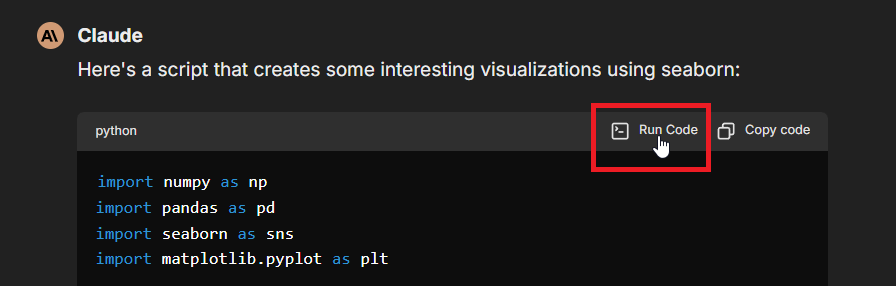 A\ Claude
Here's a script that creates some interesting visualizations using seaborn:
python Run Code Copy code
import numpy as np
import pandas as pd
import seaborn as sns
import matplotlib.pyplot as plt